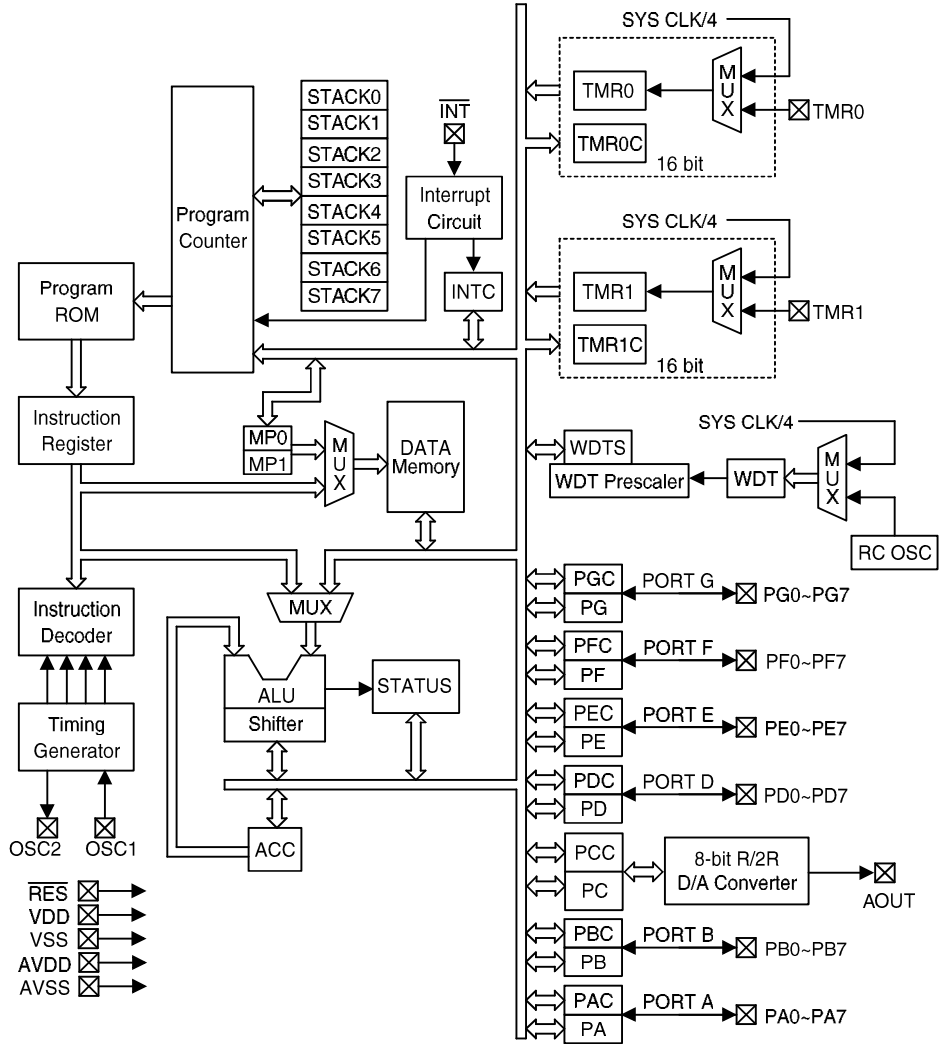 SYS CLK/4
TMR0
MUX
TMR0
TMR0C
16 bit
STACK0
STACK1
STACK2
STACK3
STACK4
STACK5
STACK6
STACK7
INT
Program
Counter
Interrupt
Circuit
INTC
SYS CLK/4
TMR1
MUX
TMR1
TMR1C
16 bit
Program
ROM
Instruction
Register
MP0
MP1
MUX
DATA
Memory
SYS CLK/4
WDTS
WDT Prescaler
WDT
MUX
RC OSC
Instruction
Decoder
MUX
ALU
Shifter
STATUS
Timing
Generator
OSC2
OSC1
ACC
PGC
PG
PORT G
PG0~PG7
PFC
PF
PORT F
PF0~PF7
PEC
PE
PORT E
PE0~PE7
PDC
PD
PORT D
PD0~PD7
PCC
PC
8-bit R/2R
D/A Converter
AOUT
PBC
PB
PORT B
PB0~PB7
PAC
PA
PORT A
PA0~PA7
RES
VDD
VSS
AVDD
AVSS